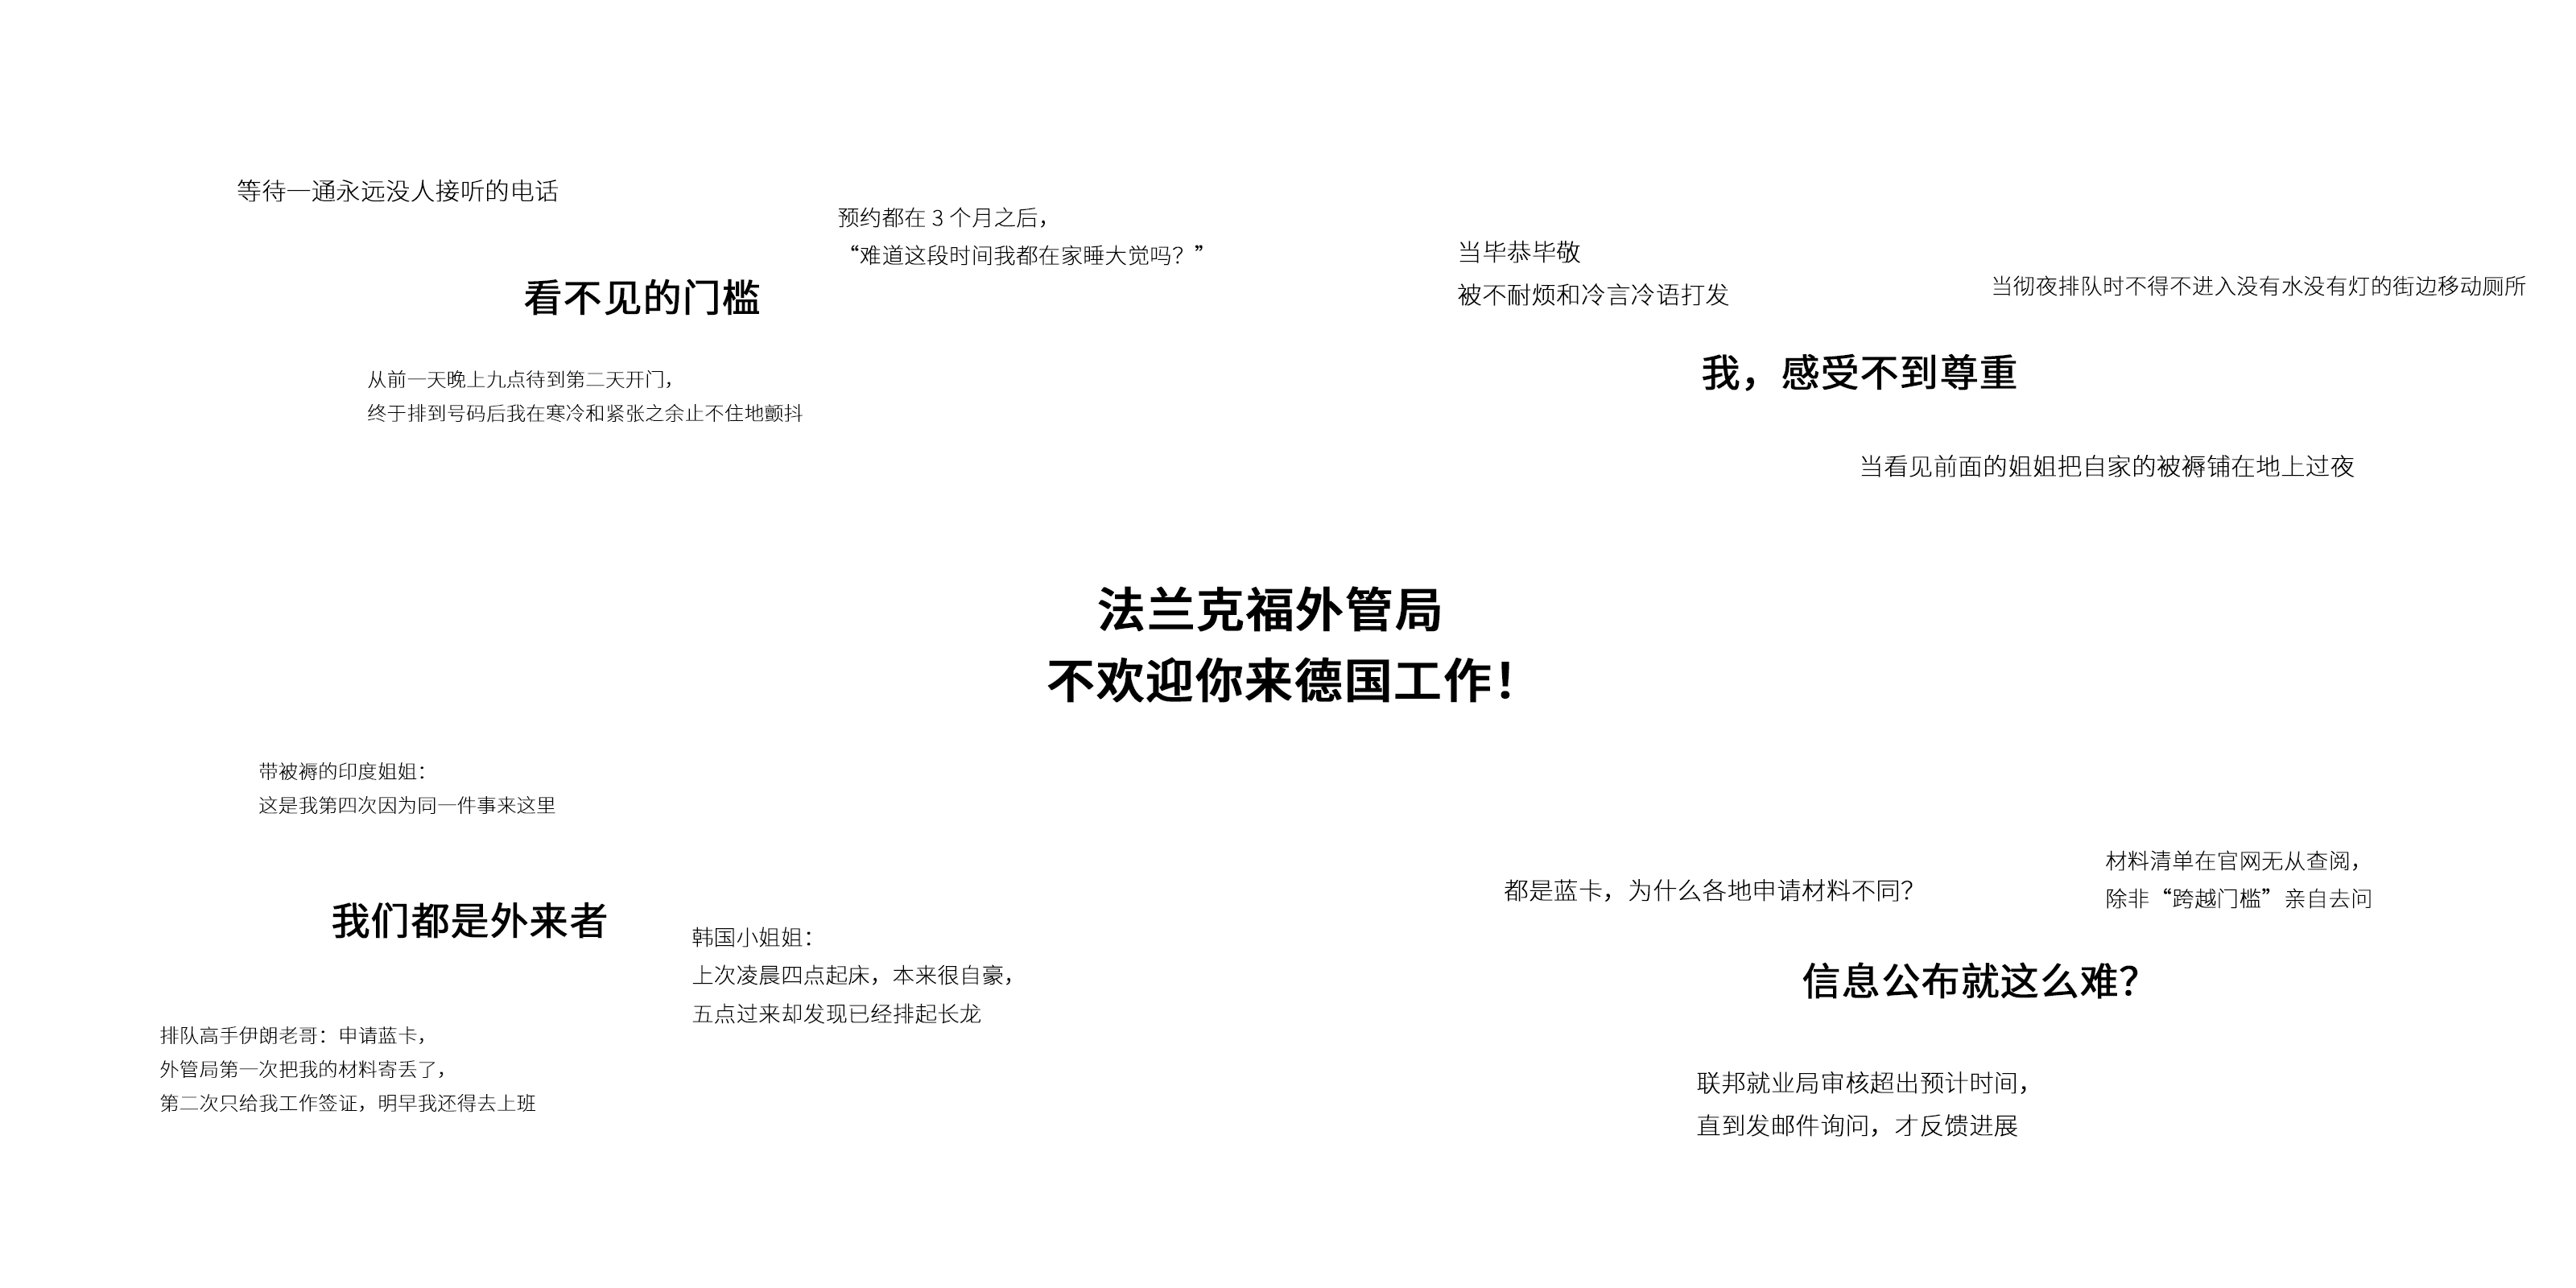 等待一通永远没人接听的电话
预约都在 3 个月之后，
“难道这段时间我都在家睡大觉吗？”
看不见的门槛
从前一天晚上九点待到第二天开门，
终于排到号码后我在寒冷和紧张之余止不住地颤抖
当毕恭毕敬
被不耐烦和冷言冷语打发
当彻夜排队时不得不进入没有水没有灯的街边移动厕所
我，感受不到尊重
当看见前面的姐姐把自家的被褥铺在地上过夜
法兰克福外管局
不欢迎你来德国工作！
带被褥的印度姐姐：
这是我第四次因为同一件事来这里
我们都是外来者
韩国小姐姐：
上次凌晨四点起床，本来很自豪，
五点过来却发现已经排起长龙
排队高手伊朗老哥：申请蓝卡，
外管局第一次把我的材料寄丢了，
第二次只给我工作签证，明早我还得去上班
都是蓝卡，为什么各地申请材料不同？
材料清单在官网无从查阅，
除非“跨越门槛”亲自去问
信息公布就这么难？
联邦就业局审核超出预计时间，
直到发邮件询问，才反馈进展